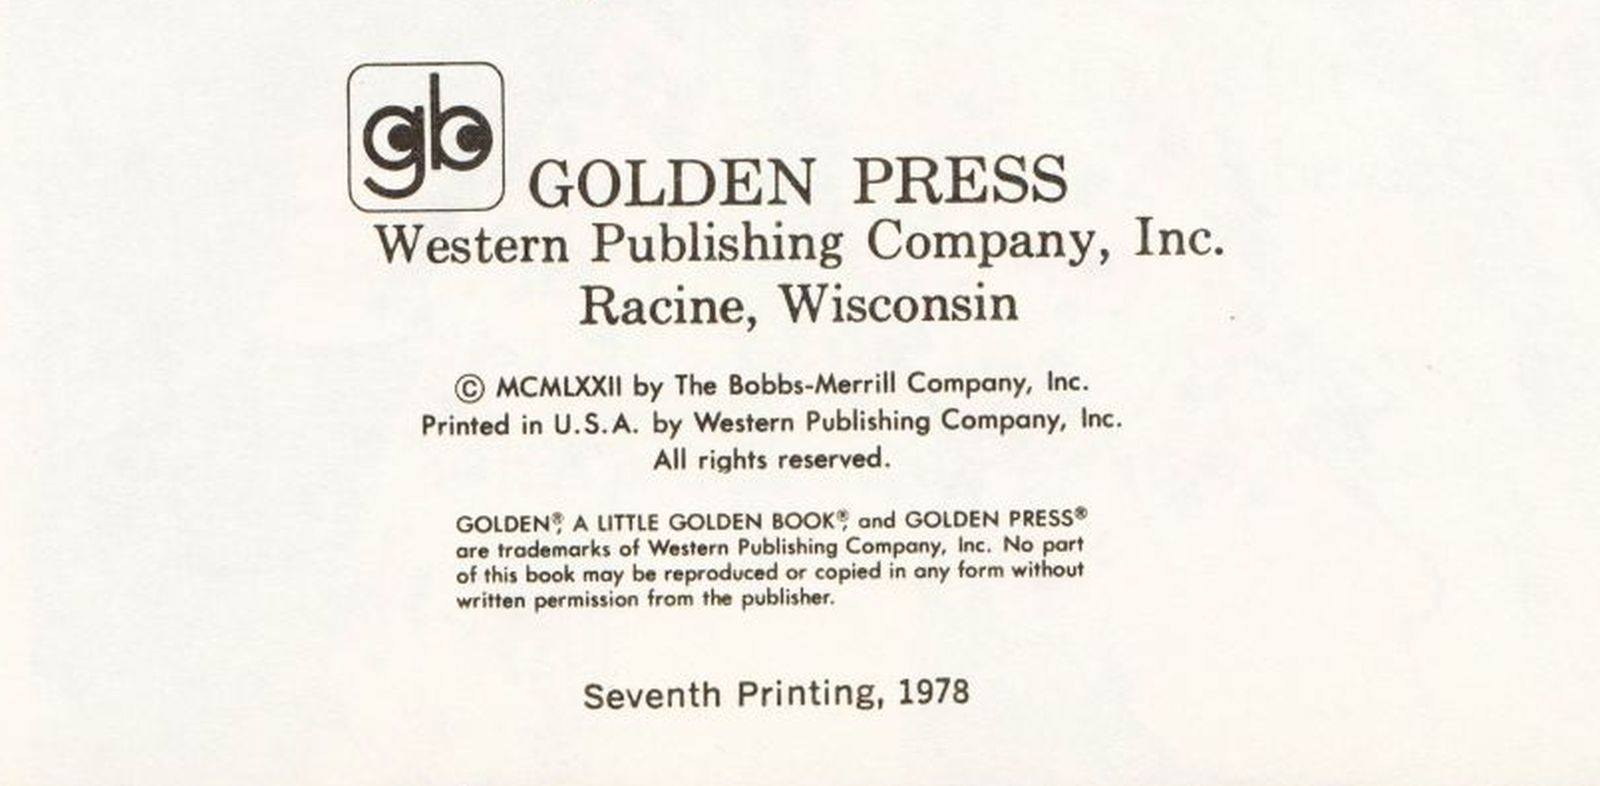 gb
GOLDEN PRESS
Western Publishing Company, Inc.
Racine, Wisconsin
© MCMLXXII by The Bobbs-Merrill Company, Inc.
Printed in U.S.A. by Western Publishing Company, Inc.
All rights reserved.
GOLDEN®, A LITTLE GOLDEN BOOK®, and GOLDEN PRESS®
are trademarks of Western Publishing Company, Inc. No part
of this book may be reproduced or copied in any form without
written permission from the publisher.
Seventh Printing, 1978